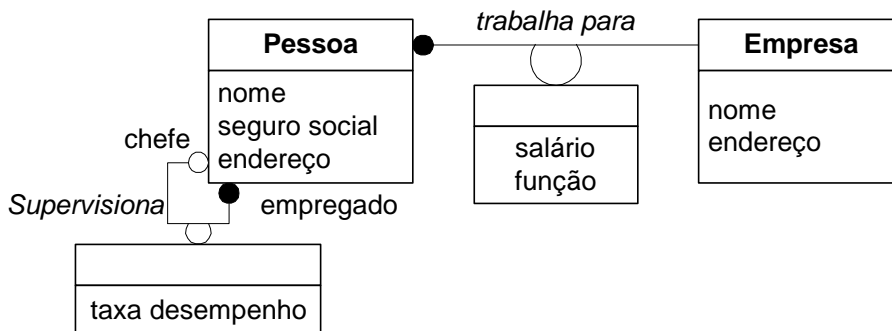 trabalha para
Pessoa
Empresa
nome
seguro social
endereço
nome
endereço
chefe
salário
função
Supervisiona
empregado
taxa desempenho